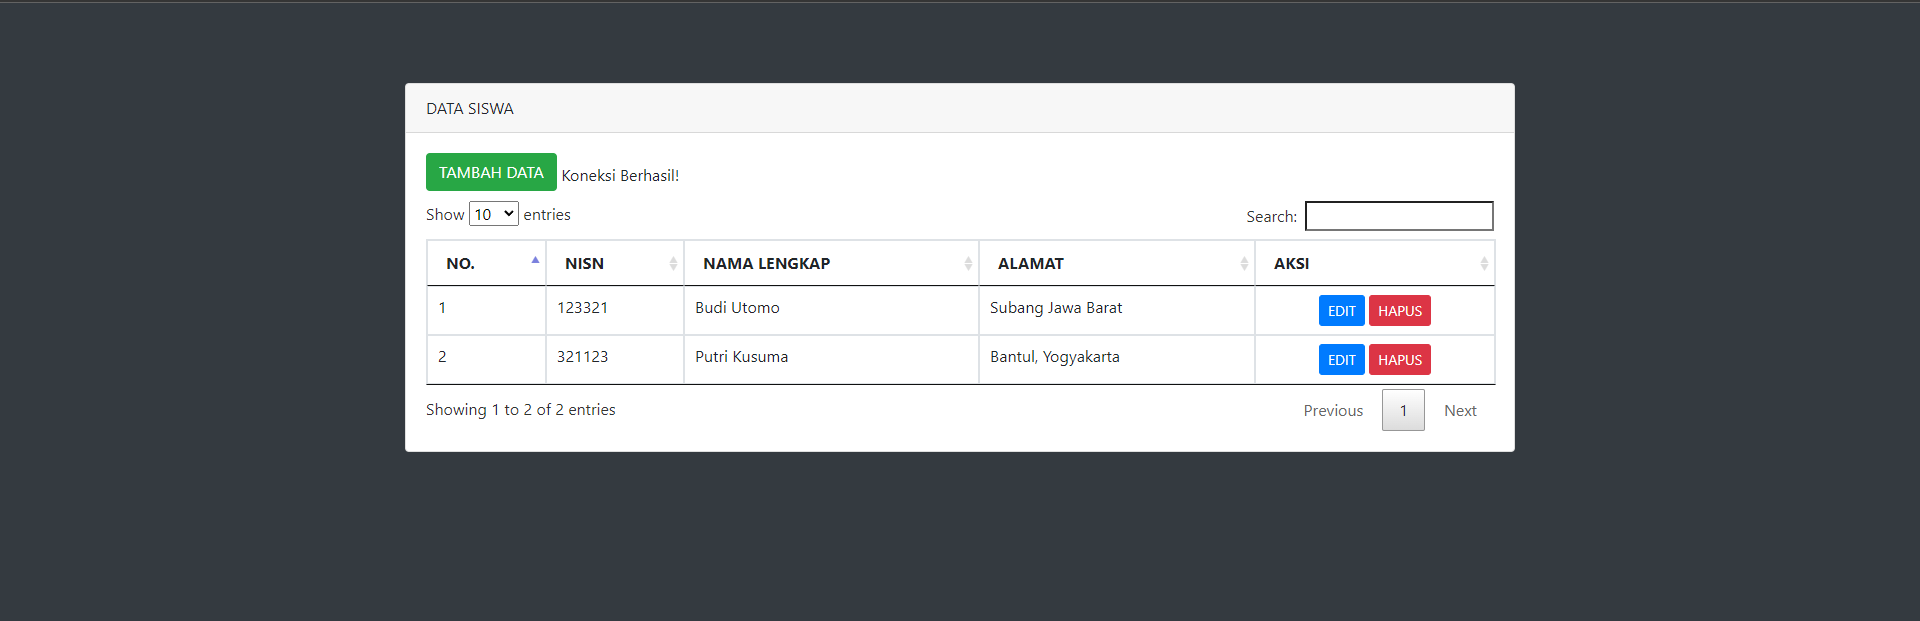 DATA SISWA
TAMBAH DATA Koneksi Berhasil!
Show 10 entries Search:
NO. NISN NAMA LENGKAP ALAMAT AKSI
1 123321 Budi Utomo Subang Jawa Barat EDIT HAPUS
2 321123 Putri Kusuma Bantul, Yogyakarta EDIT HAPUS
Showing 1 to 2 of 2 entries Previous 1 Next